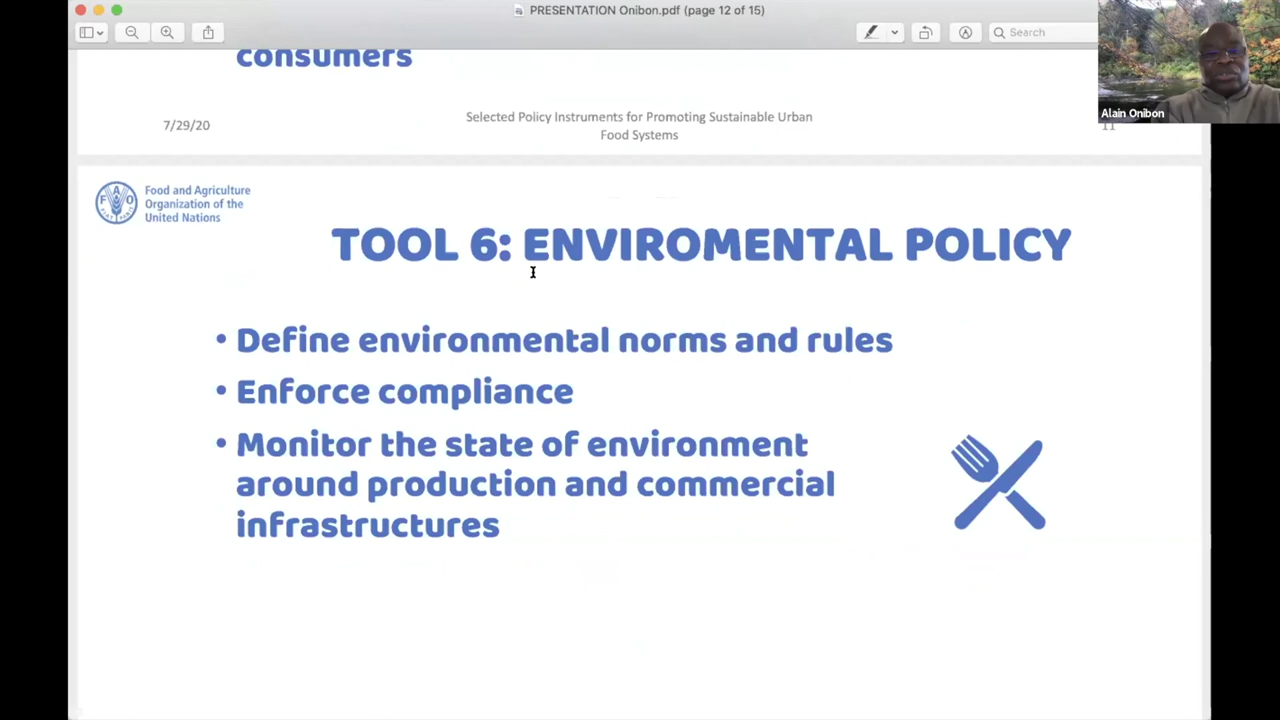 PRESENTATION Onibon.pdf (page 12 of 15)
Search
Alain Onibon
consumers
7/29/20
Selected Policy Instruments for Promoting Sustainable Urban
Food Systems
11
Food and Agriculture
Organization of the
United Nations
TOOL 6: ENVIROMENTAL POLICY
• Define environmental norms and rules
• Enforce compliance
• Monitor the state of environment
around production and commercial
infrastructures